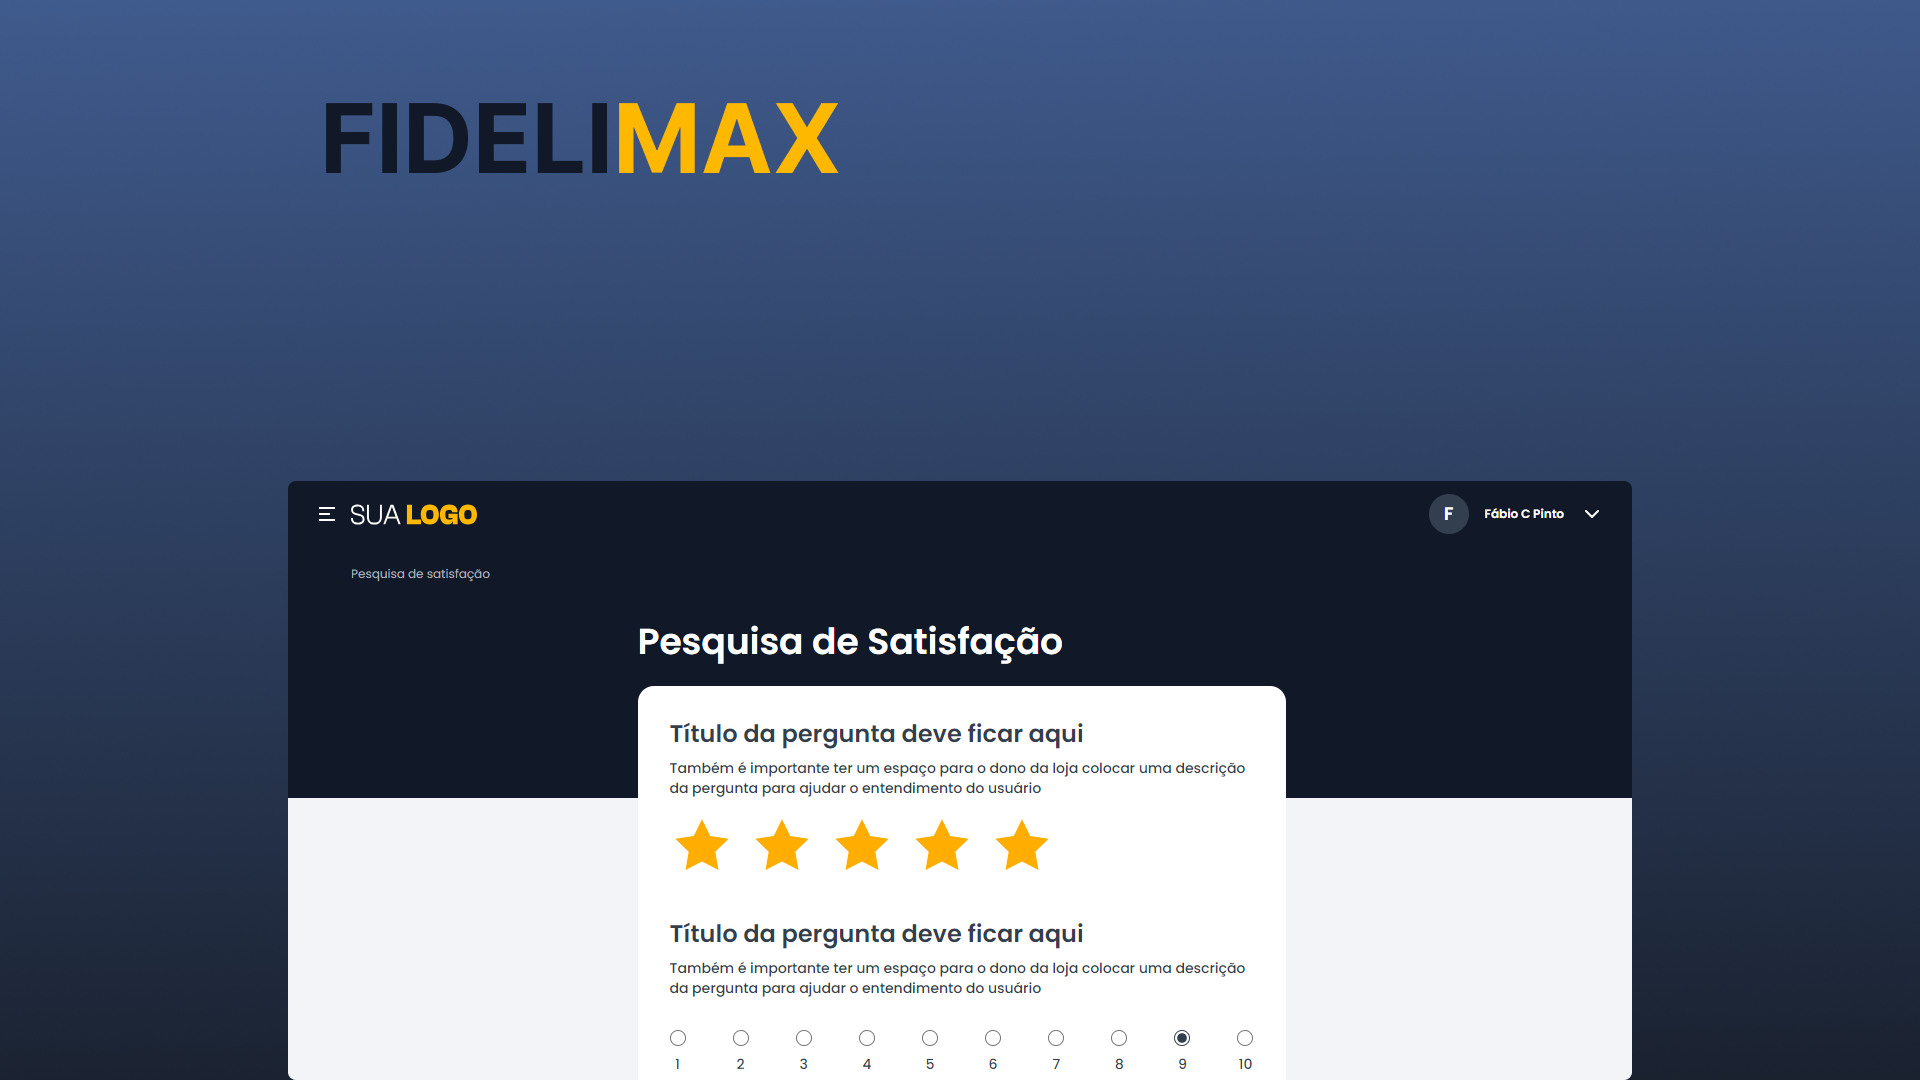 FIDELIMAX
SUA LOGO
F
Fábio C Pinto
Pesquisa de satisfação
Pesquisa de Satisfação
Título da pergunta deve ficar aqui
Também é importante ter um espaço para o dono da loja colocar uma descrição
da pergunta para ajudar o entendimento do usuário
Título da pergunta deve ficar aqui
Também é importante ter um espaço para o dono da loja colocar uma descrição
da pergunta para ajudar o entendimento do usuário
1 2 3 4 5 6 7 8 9 10